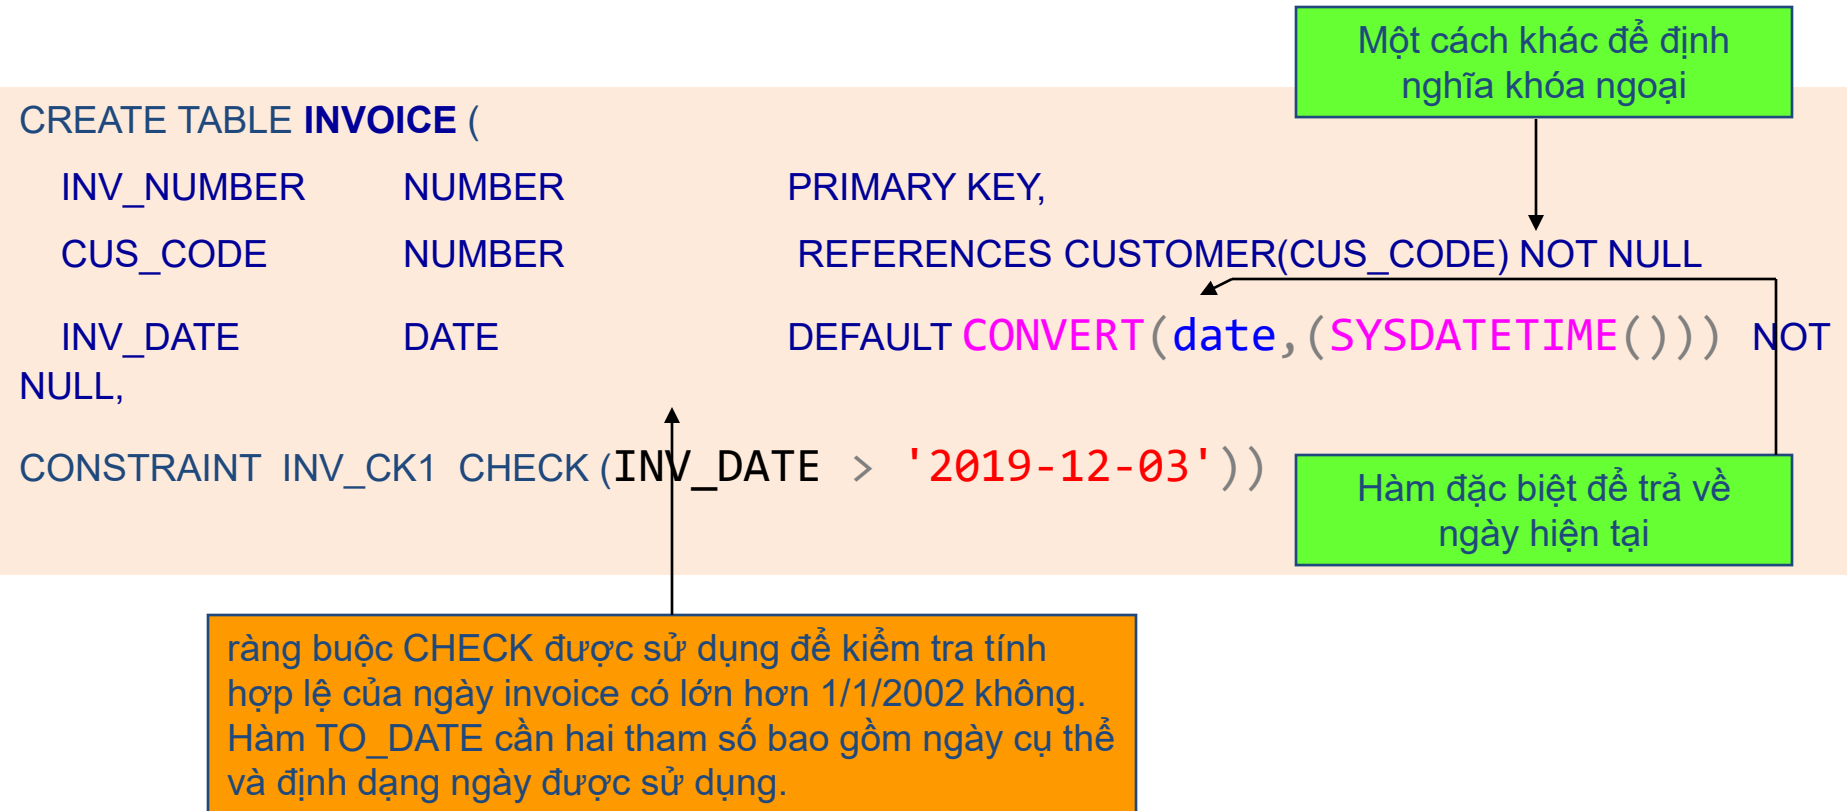 Một cách khác để định
nghĩa khóa ngoại
CREATE TABLE INVOICE (
INV_NUMBER NUMBER PRIMARY KEY,
CUS_CODE NUMBER REFERENCES CUSTOMER(CUS_CODE) NOT NULL
INV_DATE DATE DEFAULT CONVERT(date,(SYSDATETIME())) NOT
NULL,
CONSTRAINT INV_CK1 CHECK (INV_DATE > '2019-12-03'))
Hàm đặc biệt để trả về
ngày hiện tại
ràng buộc CHECK được sử dụng để kiểm tra tính
hợp lệ của ngày invoice có lớn hơn 1/1/2002 không.
Hàm TO_DATE cần hai tham số bao gồm ngày cụ thể
và định dạng ngày được sử dụng.